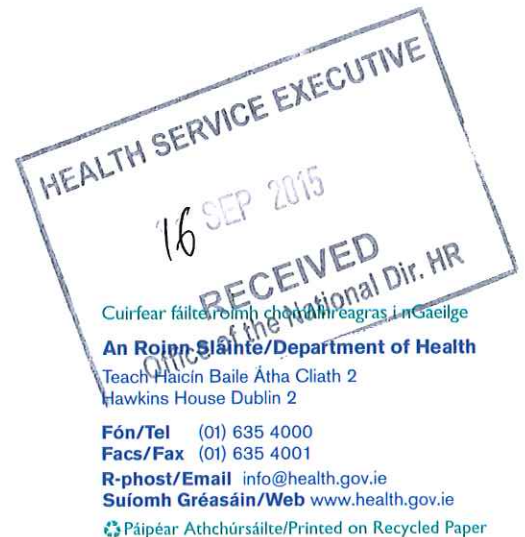 HEALTH SERVICE EXECUTIVE
16 SEP 2015
RECEIVED
Office of the National Dir. HR
Cuirfear fáilte roimh chomhfhreagras i nGaeilge
An Roinn Sláinte/Department of Health
Teach Haicín Baile Átha Cliath 2
Hawkins House Dublin 2
Fón/Tel (01) 635 4000
Facs/Fax (01) 635 4001
R-phost/Email info@health.gov.ie
Suíomh Gréasáin/Web www.health.gov.ie
Páipéar Athchúrsáilte/Printed on Recycled Paper